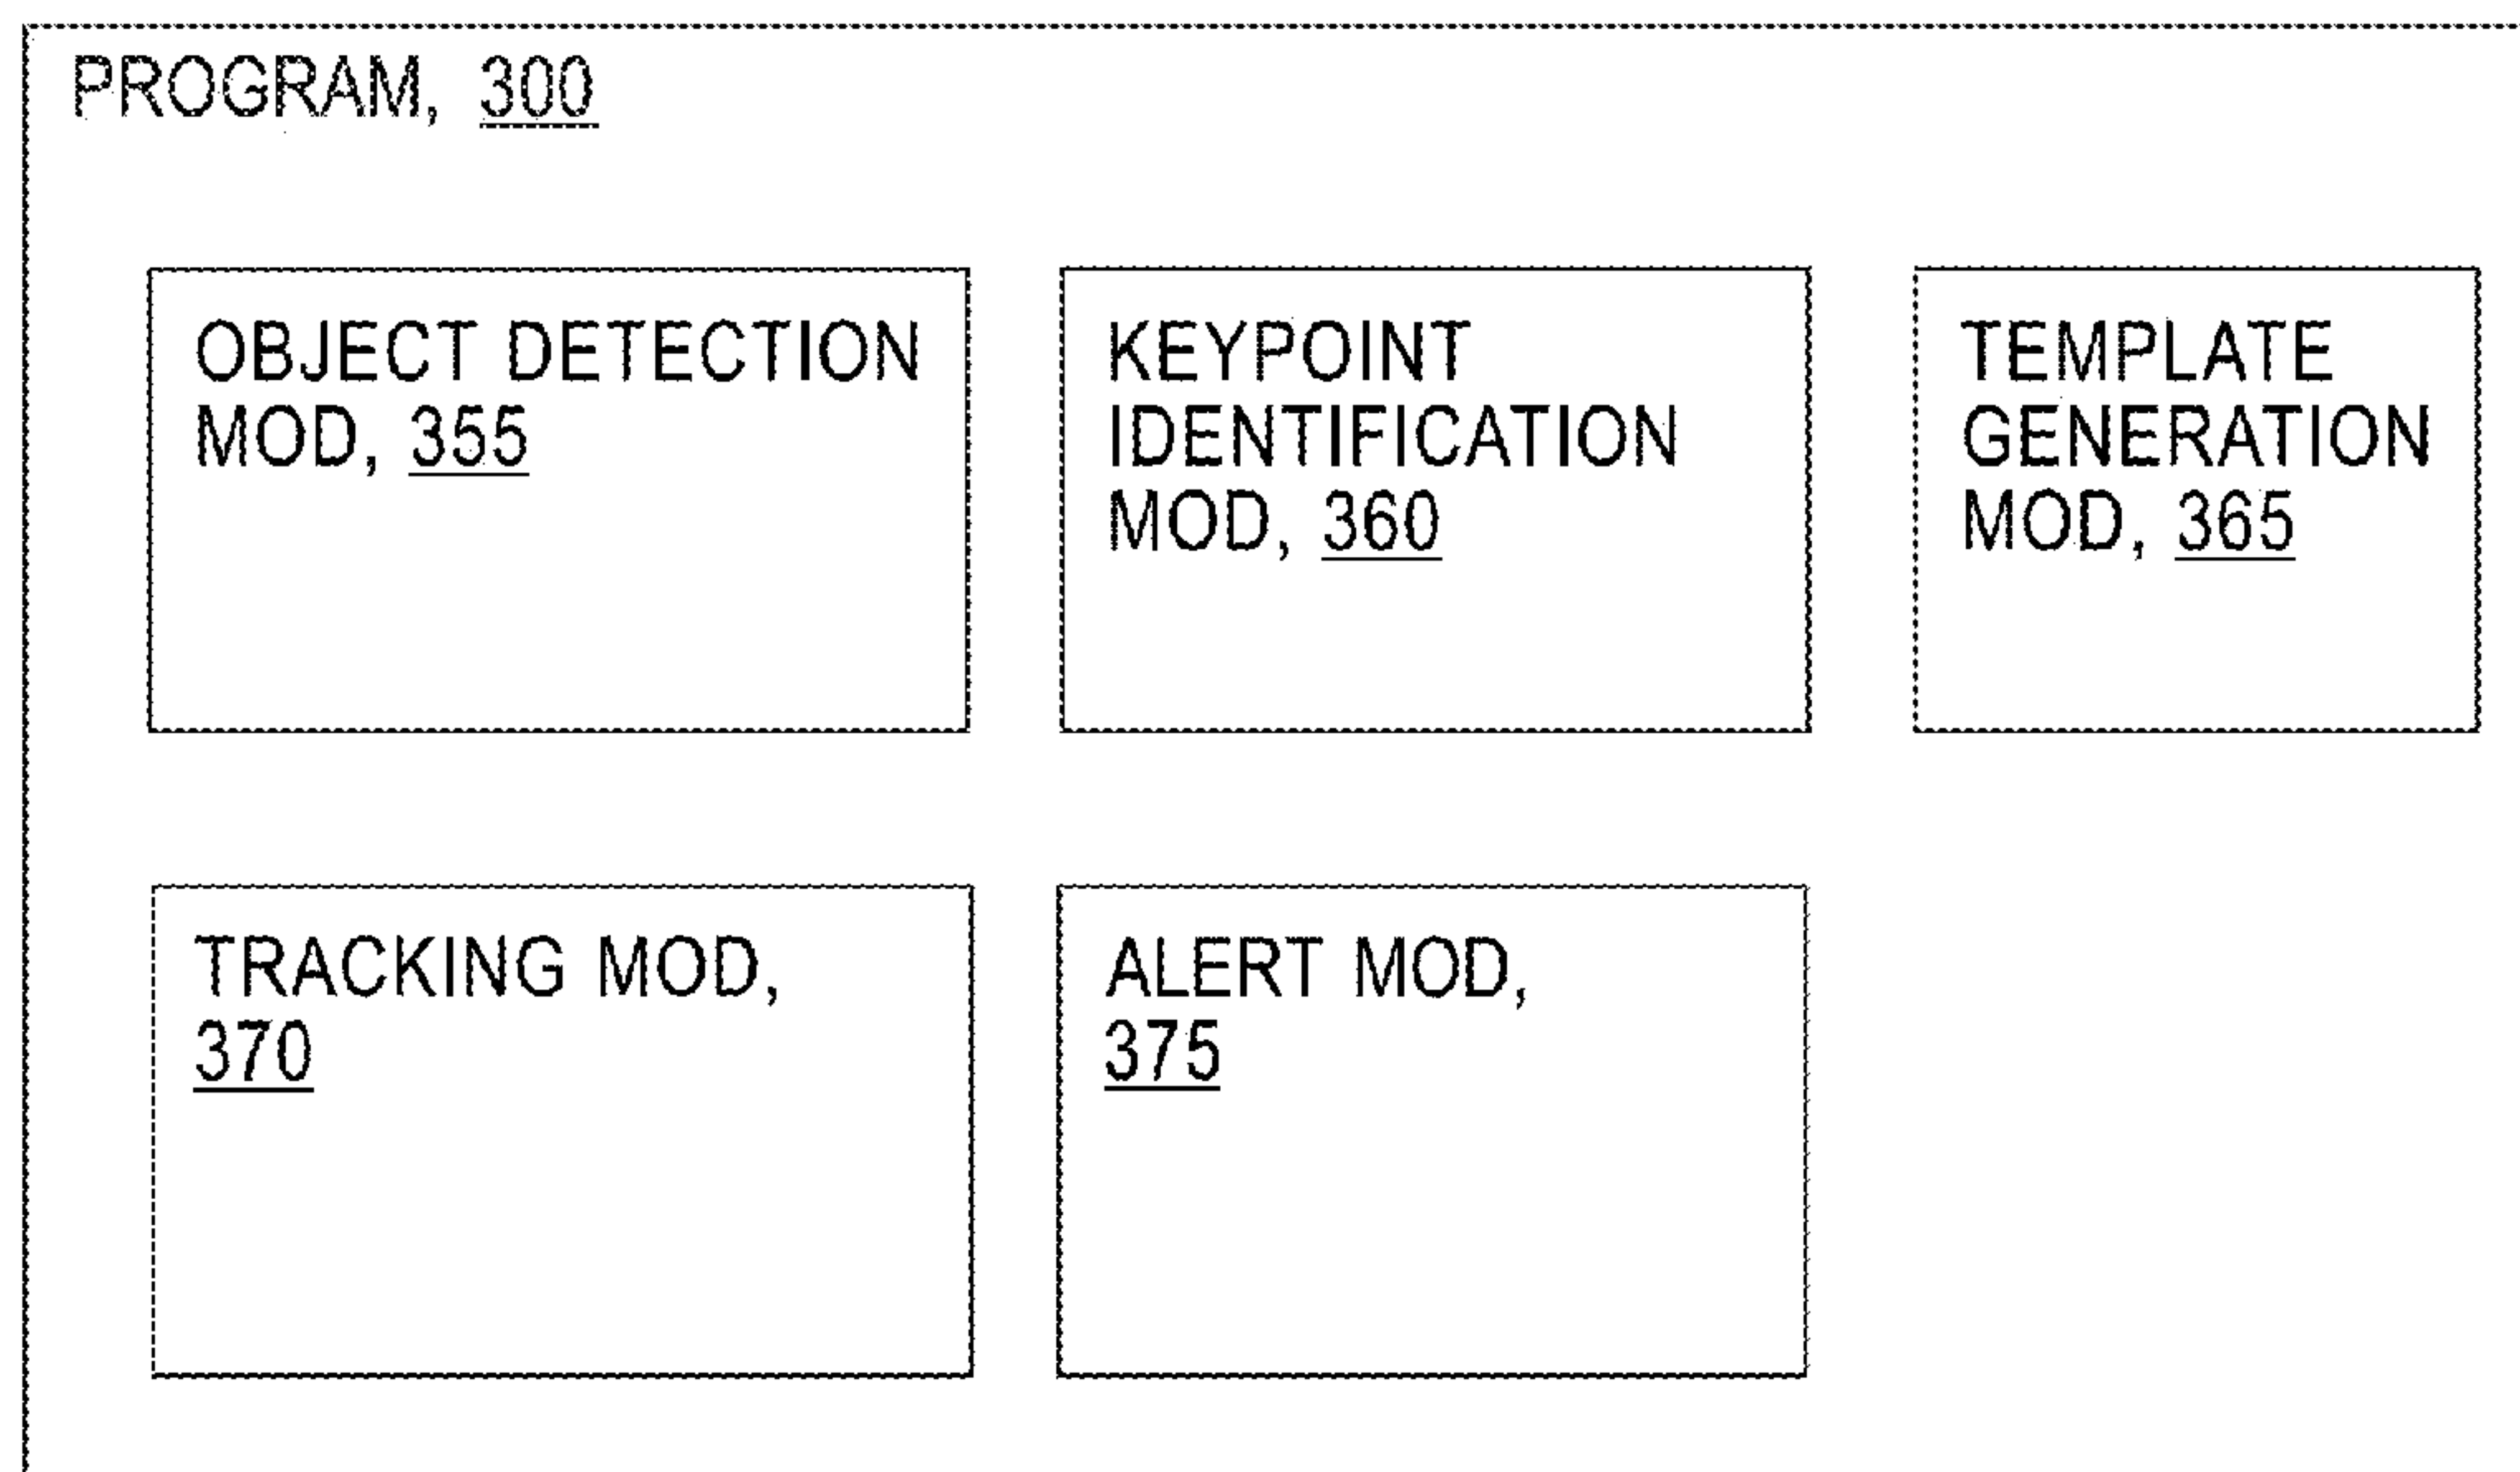 PROGRAM, 300
OBJECT DETECTION
MOD, 355
KEYPOINT
IDENTIFICATION
MOD, 360
TEMPLATE
GENERATION
MOD, 365
TRACKING MOD,
370
ALERT MOD,
375